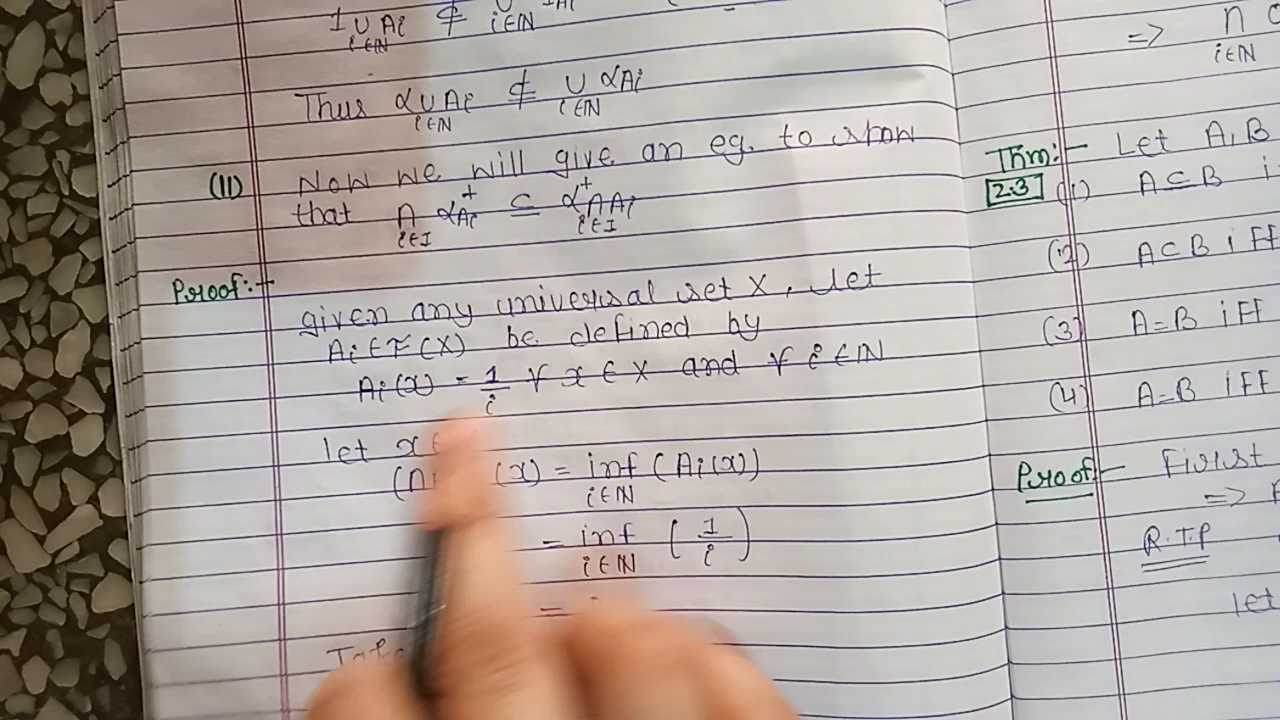 1 ∪ Ai ⊄ ∪
i∈N i∈N
Thus α ∪ Ai ⊄ ∪ αAi
i∈N i∈N
(II) Now we will give an eg. to show
that ∩ α+Ai ⊆ α+∩Ai
i∈I i∈I
Proof:-
given any universal set X, let
Ai∈F(X) be defined by
Ai(x) = 1/i ∀ x∈X and ∀ i∈N
let x∈
(∩ (x) = inf (Ai(x))
i∈N
= inf (1/i)
i∈N
=
=> ∩
i∈N
Thm:- Let A, B
2.3 (1) A⊆B i
(2) A⊂B iFF
(3) A=B iFF
(4) A=B iFF
Proof:- First
=>
R.T.P
let